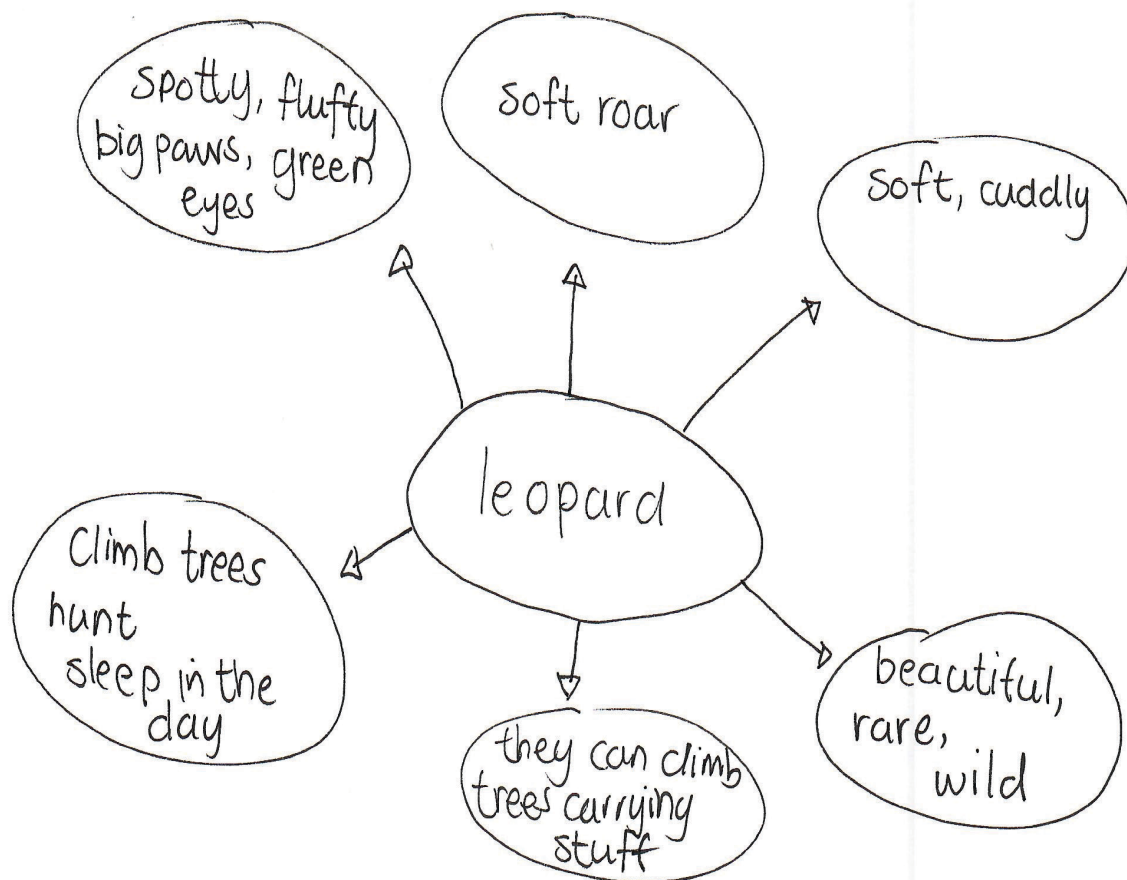 spotty, flufty
big paws, green
eyes
soft roar
soft, cuddly
leopard
Climb trees
hunt
sleep in the
day
they can climb
trees carrying
stuff
beautiful,
rare,
wild